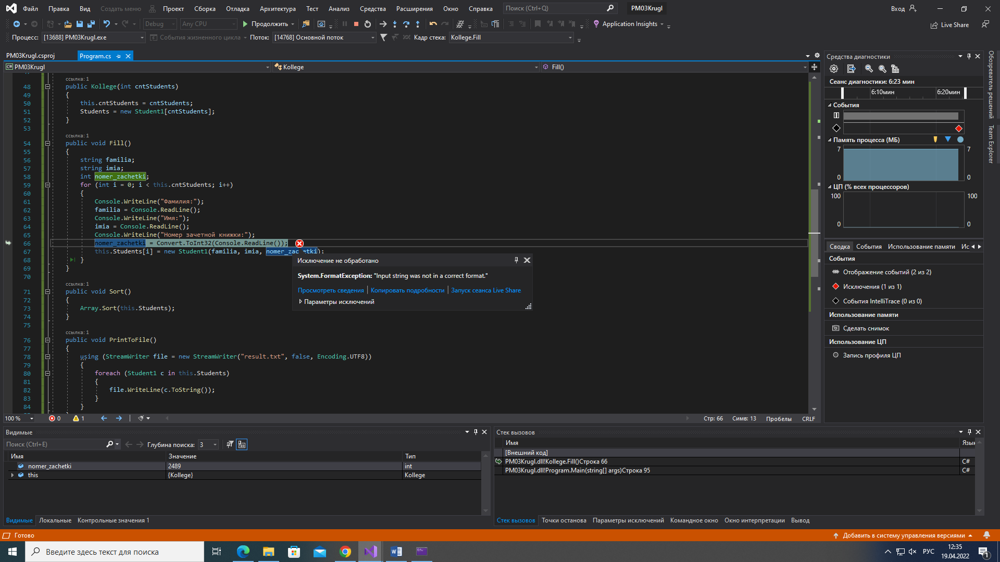 Файл Правка Вид Создать меню Проект Сборка Отладка Архитектура Тест Анализ Средства Расширения Окно Справка Поиск (Ctrl+Q) PM03Krugl Вход
Debug Any CPU Продолжить Application Insights Live Share
Процесс: [13688] PM03Krugl.exe События жизненного цикла Поток: [14768] Основной поток Кадр стека: Kollege.Fill
PM03Krugl.csproj Program.cs
PM03Krugl Kollege Fill()
ссылка: 1
48 public Kollege(int cntStudents)
49 {
50 this.cntStudents = cntStudents;
51 Students = new Student1[cntStudents];
52 }
53
ссылка: 1
54 public void Fill()
55 {
56 string familia;
57 string imia;
58 int nomer_zachetki;
59 for (int i = 0; i < this.cntStudents; i++)
60 {
61 Console.WriteLine("Фамилия:");
62 familia = Console.ReadLine();
63 Console.WriteLine("Имя:");
64 imia = Console.ReadLine();
65 Console.WriteLine("Номер зачетной книжки:");
66 nomer_zachetki = Convert.ToInt32(Console.ReadLine());
67 this.Students[i] = new Student1(familia, imia, nomer_zachetki);
68 }
69 }
70
ссылка: 1
71 public void Sort()
72 {
73 Array.Sort(this.Students);
74 }
75
ссылка: 1
76 public void PrintToFile()
77 {
78 using (StreamWriter file = new StreamWriter("result.txt", false, Encoding.UTF8))
79 {
80 foreach (Student1 c in this.Students)
81 {
82 file.WriteLine(c.ToString());
83 }
84 }
Исключение не обработано
System.FormatException: "Input string was not in a correct format."
Просмотреть сведения Копировать подробности Запуск сеанса Live Share
Параметры исключений
100 % 0 1 Стр: 66 Симв: 13 Пробелы CRLF
Средства диагностики
Сеанс диагностики: 6:23 мин
6:10мин 6:20мин
События
Память процесса (МБ)
7 7
0 0
ЦП (% всех процессоров)
100 100
0 0
Сводка События Использование памяти Ис
События
Отображение событий (2 из 2)
Исключения (1 из 1)
События IntelliTrace (0 из 0)
Использование памяти
Сделать снимок
Использование ЦП
Запись профиля ЦП
Обозреватель решений
Team Explorer
Видимые
Поиск (Ctrl+E) Глубина поиска: 3
Имя Значение Тип
nomer_zachetki 2489 int
this {Kollege} Kollege
Видимые Локальные Контрольные значения 1
Стек вызовов
Имя Язык
[Внешний код]
PM03Krugl.dll!Kollege.Fill()Строка 66 C#
PM03Krugl.dll!Program.Main(string[] args)Строка 95 C#
Стек вызовов Точки останова Параметры исключений Командное окно Окно интерпретации Вывод
Готово Добавить в систему управления версиями
Введите здесь текст для поиска РУС 12:35
19.04.2022 1